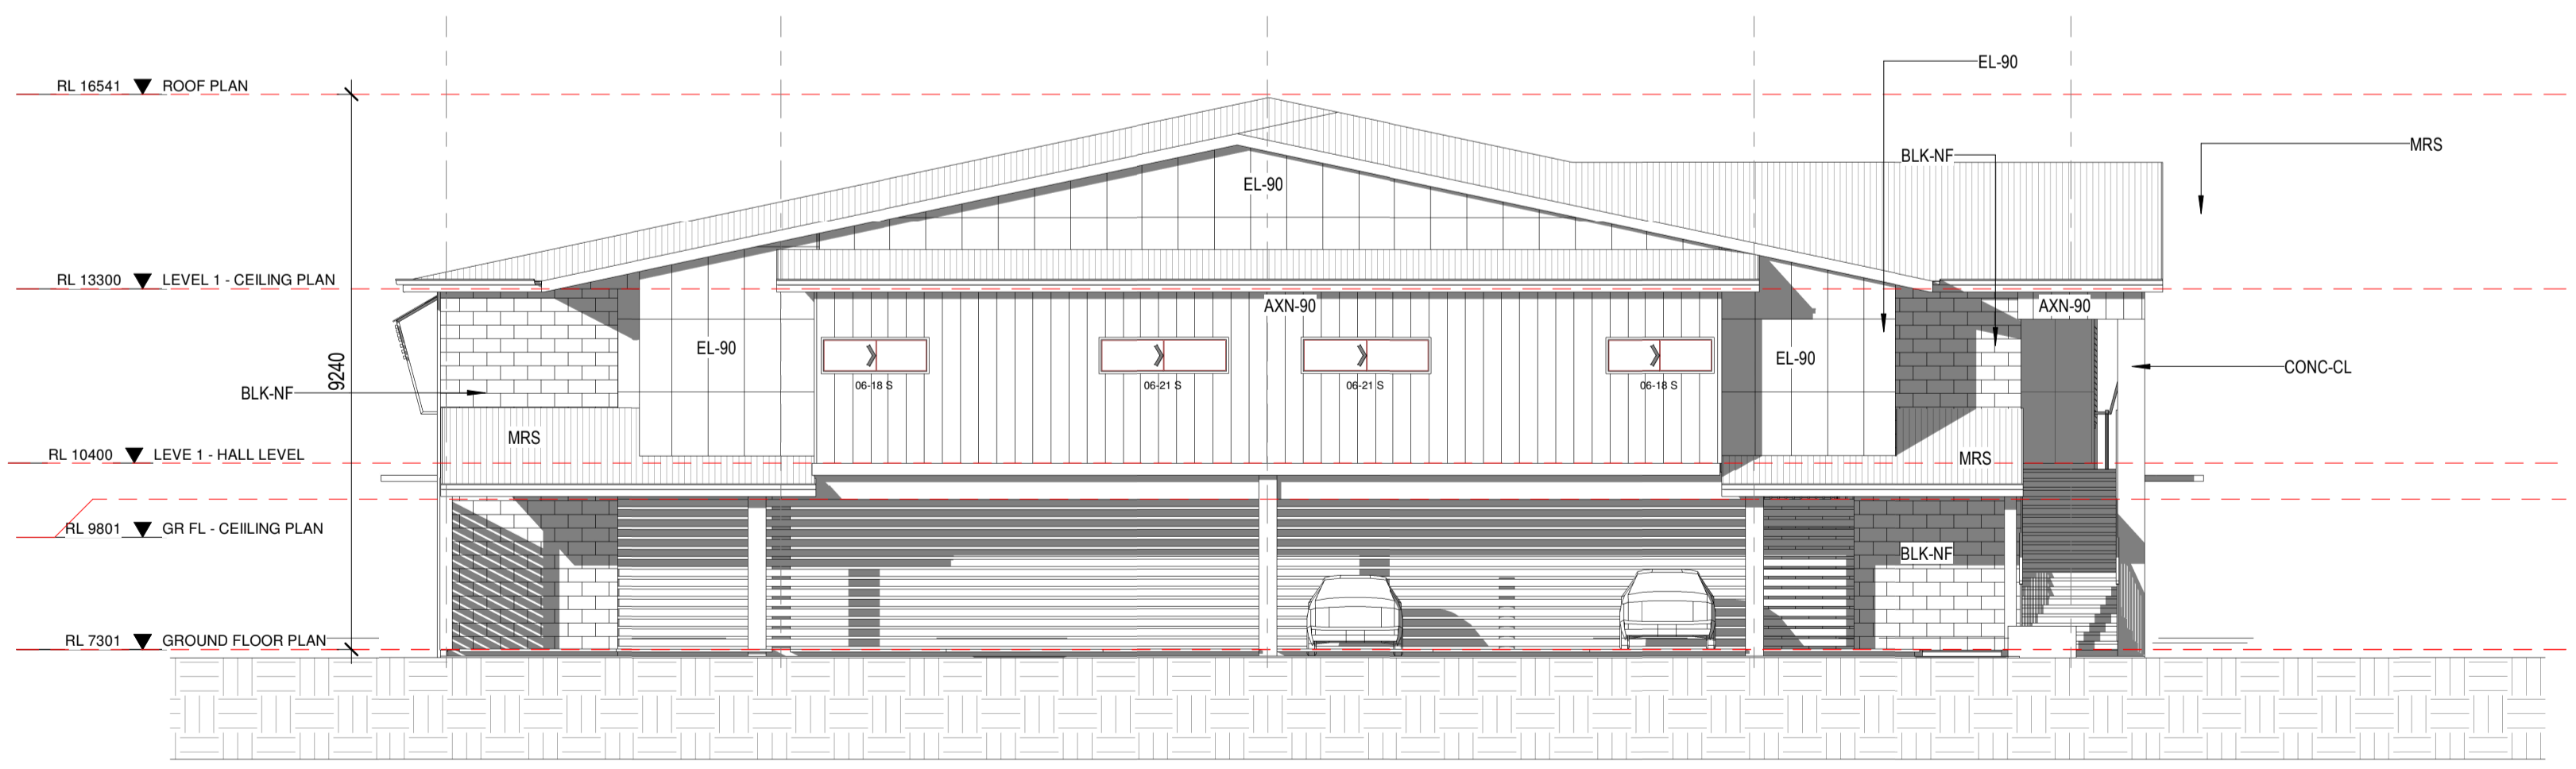 EL-90
RL 16541 ROOF PLAN
MRS
BLK-NF
EL-90
RL 13300 LEVEL 1 - CEILING PLAN
AXN-90
AXN-90
EL-90
EL-90
9240
CONC-CL
06-18 S
06-21 S
06-21 S
06-18 S
BLK-NF
MRS
RL 10400 LEVE 1 - HALL LEVEL
MRS
RL 9801 GR FL - CEIILING PLAN
BLK-NF
RL 7301 GROUND FLOOR PLAN